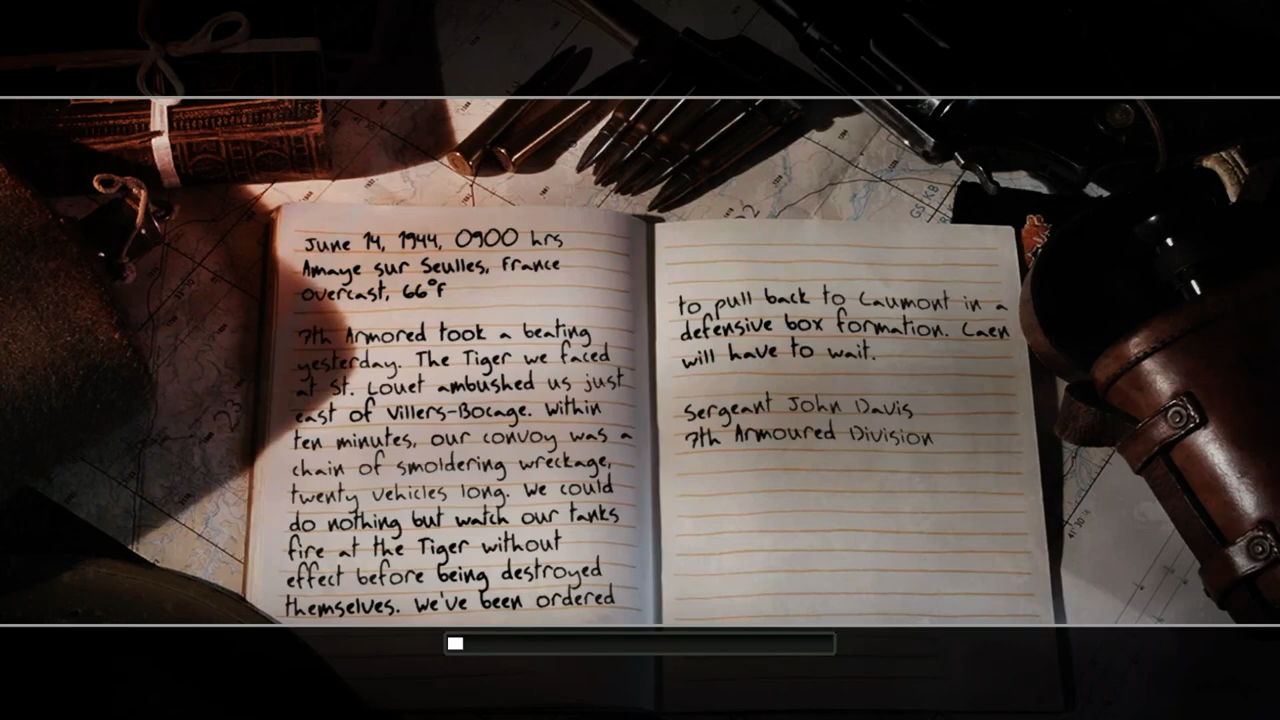 June 14, 1944, 0900 hrs
Amaye sur Seulles, France
Overcast, 66°F
7th Armored took a beating
yesterday. The Tiger we faced
at St. Louet ambushed us just
east of Villers-Bocage. Within
ten minutes, our convoy was a
chain of smoldering wreckage,
twenty vehicles long. We could
do nothing but watch our tanks
fire at the Tiger without
effect before being destroyed
themselves. We've been ordered
to pull back to Caumont in a
defensive box formation. Caen
will have to wait.
Sergeant John Davis
7th Armoured Division